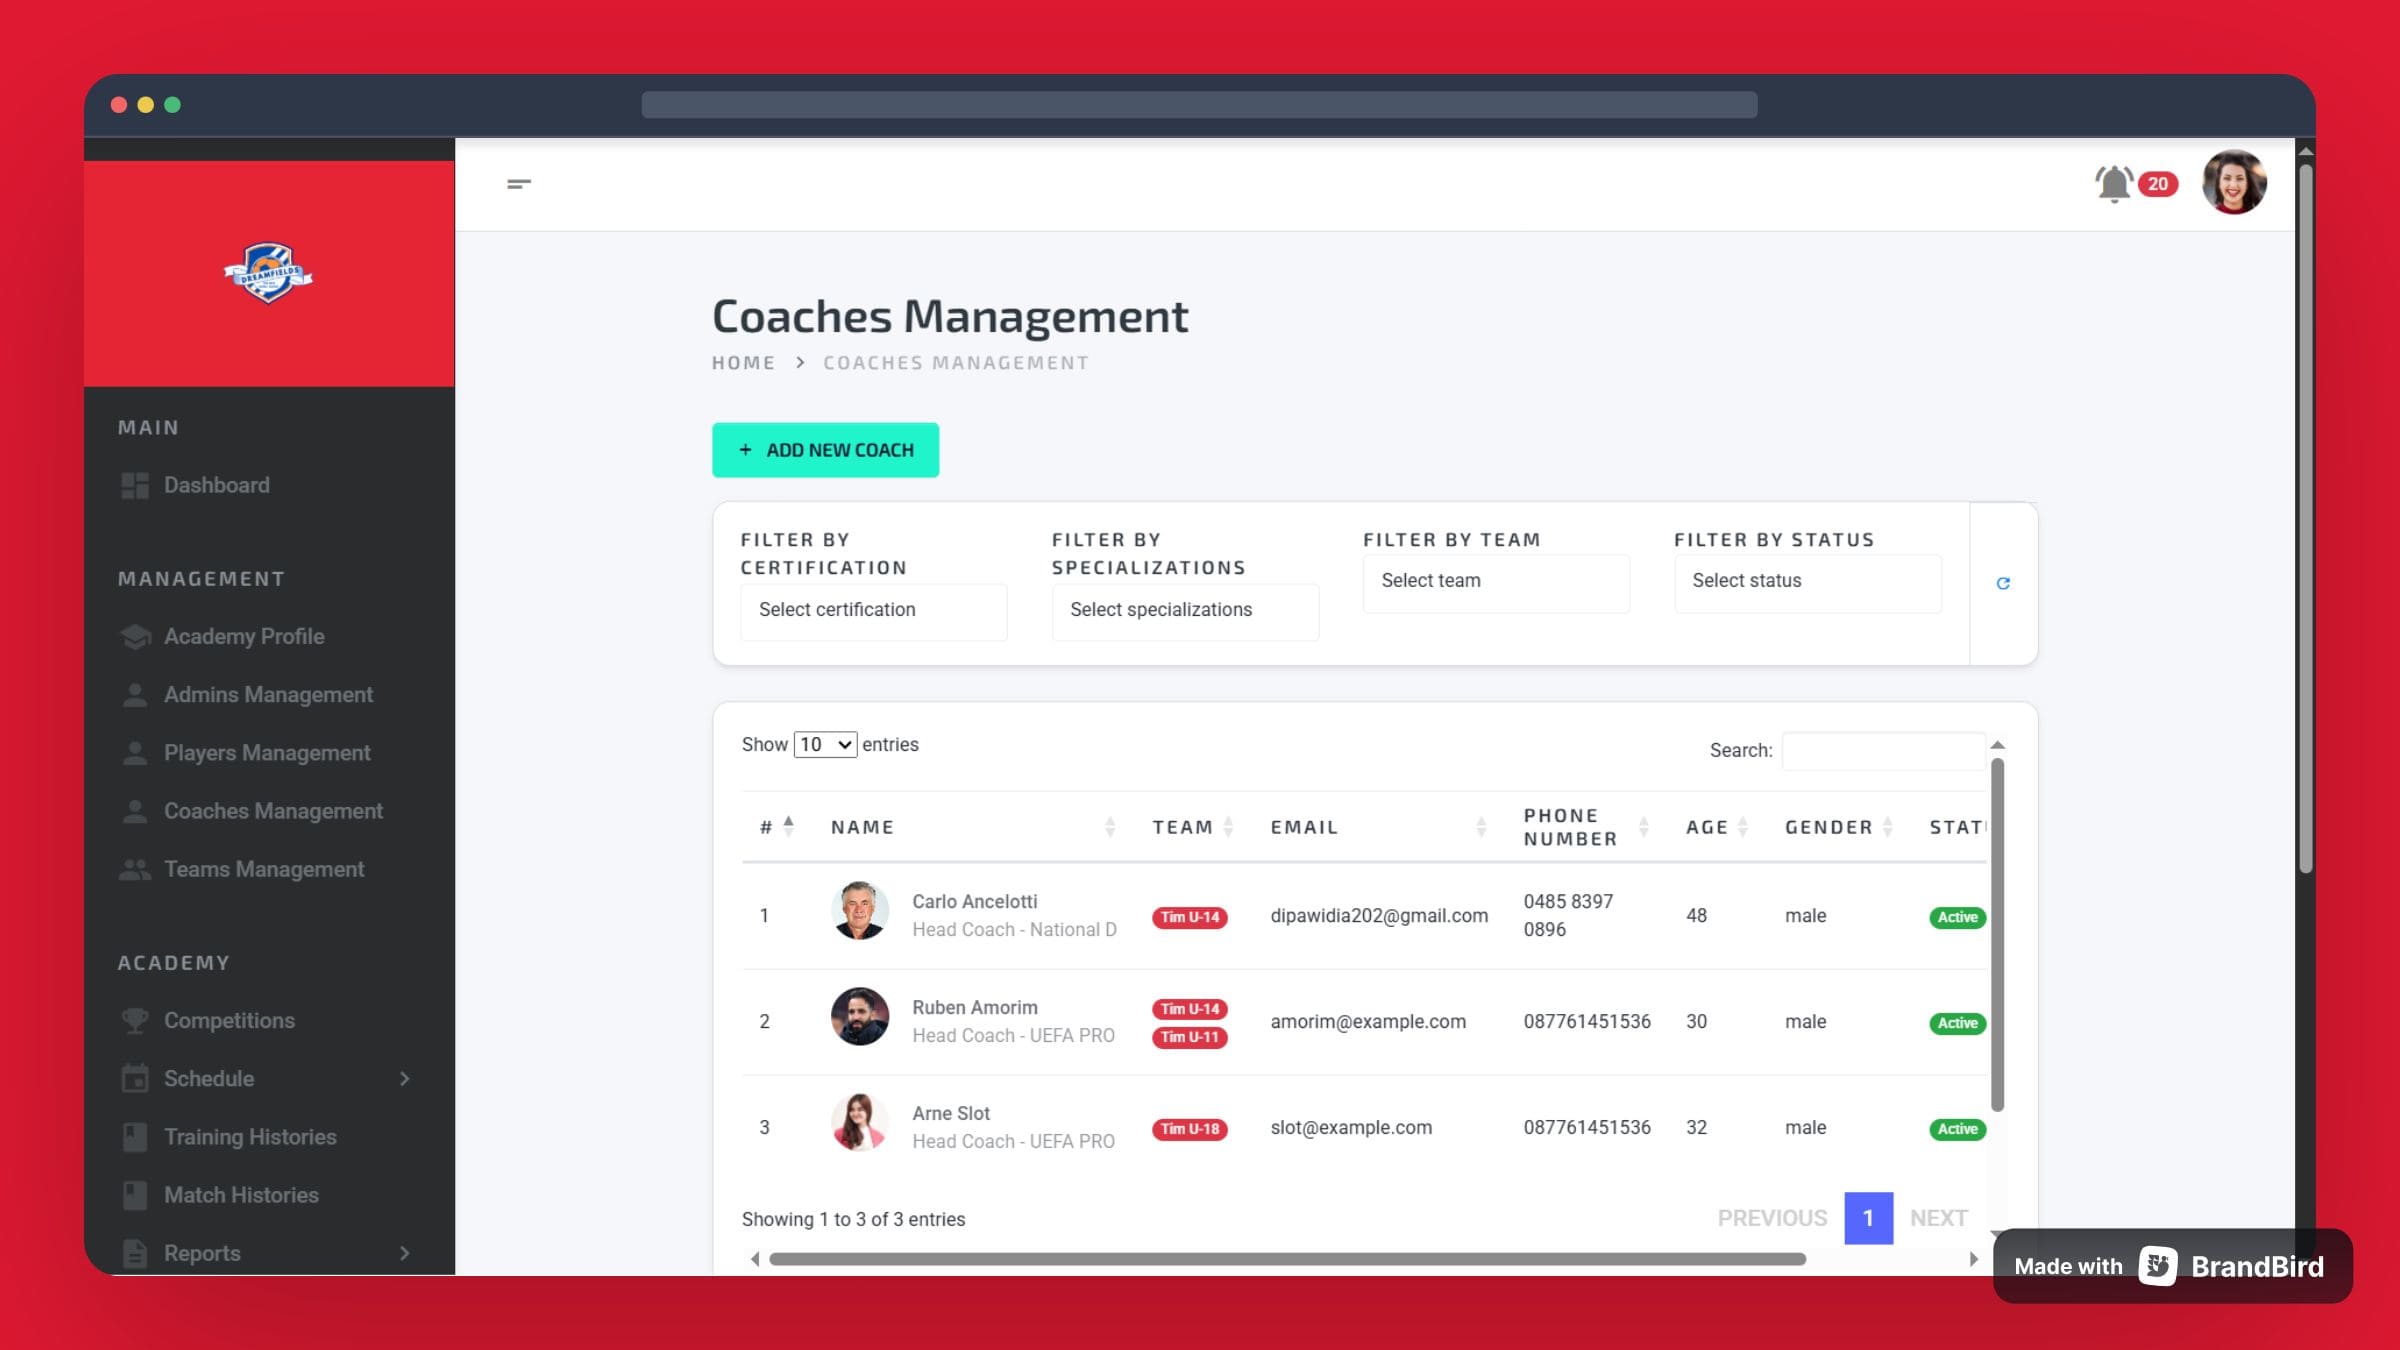 20
DREAMFIELDS
MAIN
Dashboard
MANAGEMENT
Academy Profile
Admins Management
Players Management
Coaches Management
Teams Management
ACADEMY
Competitions
Schedule
Training Histories
Match Histories
Reports
Coaches Management
HOME > COACHES MANAGEMENT
+ ADD NEW COACH
FILTER BY
CERTIFICATION
Select certification
FILTER BY
SPECIALIZATIONS
Select specializations
FILTER BY TEAM
Select team
FILTER BY STATUS
Select status
Show 10 entries
Search:
# NAME TEAM EMAIL PHONE NUMBER AGE GENDER STAT
1 Carlo Ancelotti Tim U-14 dipawidia202@gmail.com 0485 8397 48 male Active
Head Coach - National D 0896
2 Ruben Amorim Tim U-14 amorim@example.com 087761451536 30 male Active
Head Coach - UEFA PRO Tim U-11
3 Arne Slot Tim U-18 slot@example.com 087761451536 32 male Active
Head Coach - UEFA PRO
Showing 1 to 3 of 3 entries
PREVIOUS 1 NEXT
Made with BrandBird